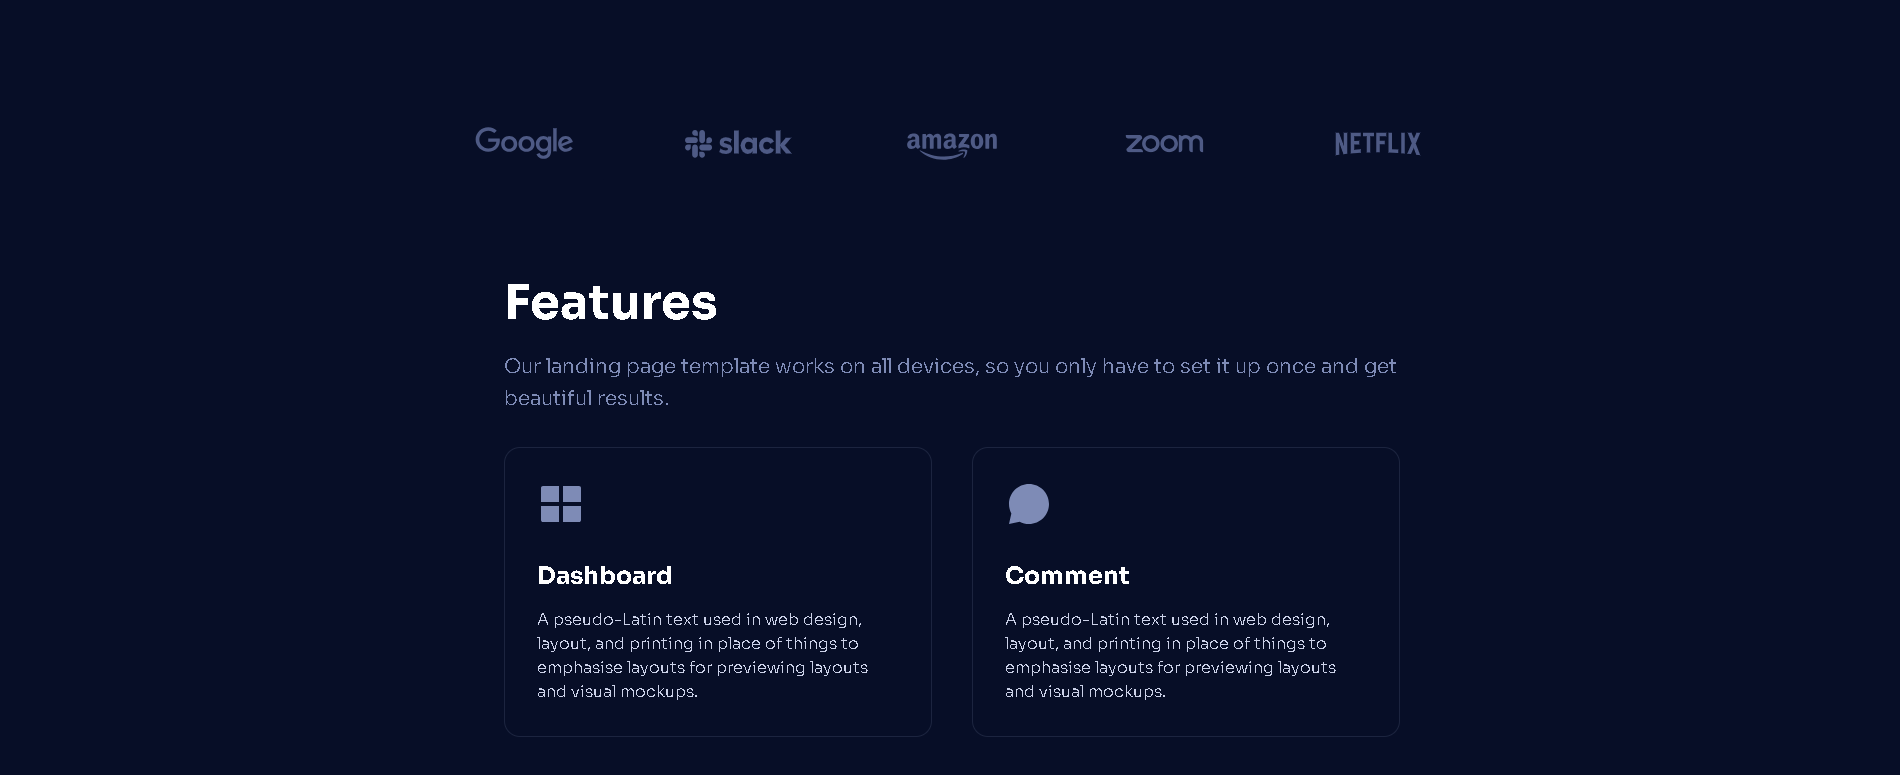 Google
slack
amazon
zoom
NETFLIX
Features
Our landing page template works on all devices, so you only have to set it up once and get
beautiful results.
Dashboard
A pseudo-Latin text used in web design,
layout, and printing in place of things to
emphasise layouts for previewing layouts
and visual mockups.
Comment
A pseudo-Latin text used in web design,
layout, and printing in place of things to
emphasise layouts for previewing layouts
and visual mockups.